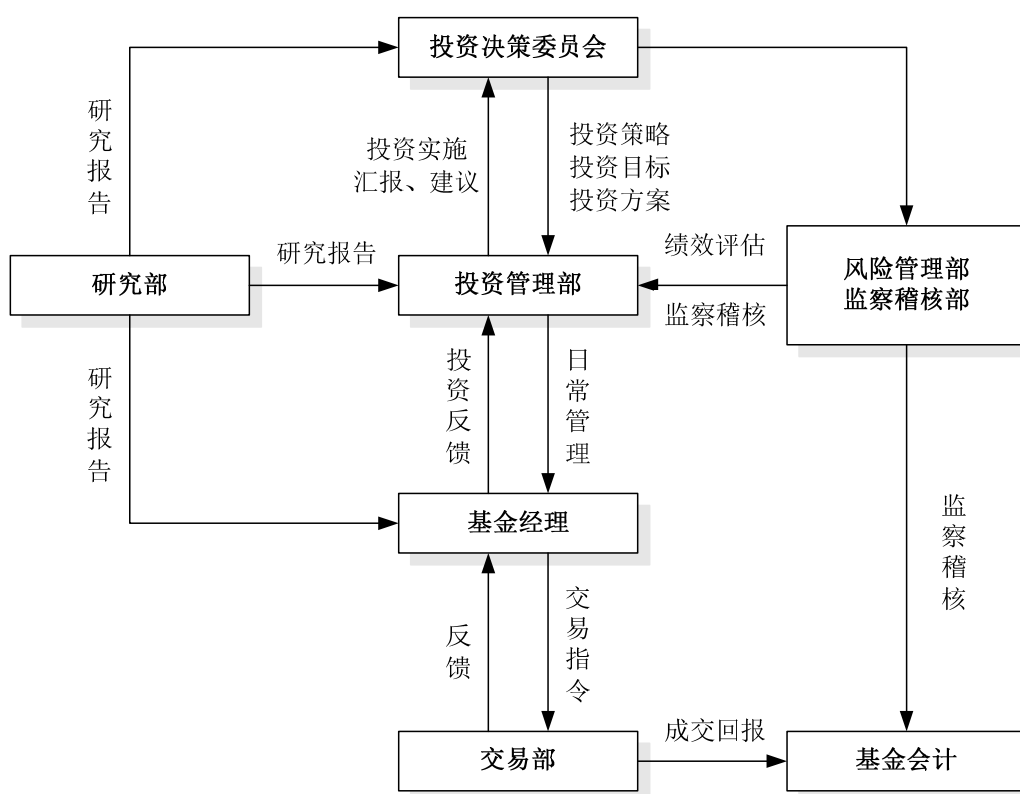 投资决策委员会
研究报告
投资实施
汇报、建议
投资策略
投资目标
投资方案
研究报告
绩效评估
研究部
投资管理部
风险管理部
监察稽核部
监察稽核
研究报告
投资反馈
日常管理
基金经理
监察稽核
反馈
交易指令
成交回报
交易部
基金会计